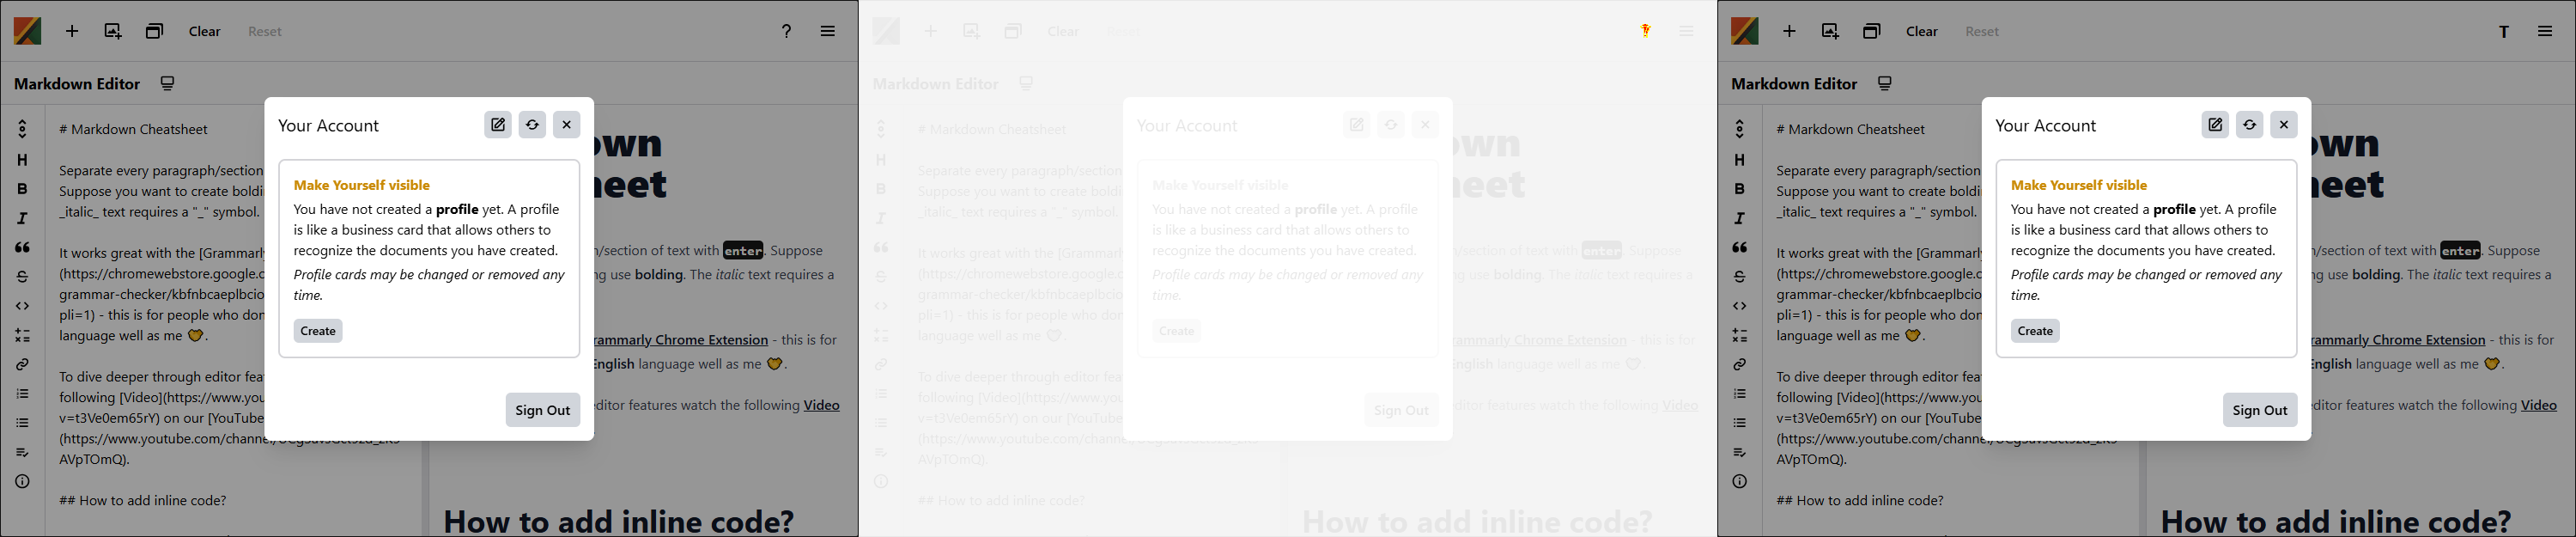 Clear Reset ?
Markdown Editor
# Markdown Cheatsheet
Separate every paragraph/section
Suppose you want to create boldi
_italic_ text requires a "_" symbol.
It works great with the [Grammarl
(https://chromewebstore.google.c
grammar-checker/kbfnbcaeplbcio
pli=1) - this is for people who don
language well as me
To dive deeper through editor feat
following [Video](https://www.you
v=t3Ve0em65rY) on our [YouTube
(https://www.youtube.com/channel/
AVpTOmQ).
## How to add inline code?
Your Account
Make Yourself visible
You have not created a profile yet. A profile
is like a business card that allows others to
recognize the documents you have created.
Profile cards may be changed or removed any
time.
Create
Sign Out
own
eet
n/section of text with enter. Suppose
ng use bolding. The italic text requires a
rammarly Chrome Extension - this is for
English language well as me
editor features watch the following Video
How to add inline code?
Clear
Markdown Editor
# Markdown Cheatsheet
Separate every paragraph/section
Suppose you want to create boldi
_italic_ text requires a "_" symbol.
It works great with the [Grammarl
(https://chromewebstore.google.c
grammar-checker/kbfnbcaeplbcio
pli=1) - this is for people who don
language well as me
To dive deeper through editor feat
following [Video](https://www.you
v=t3Ve0em65rY) on our [YouTube
(https://www.youtube.com/channel/
AVpTOmQ).
## How to add inline code?
Your Account
Make Yourself visible
You have not created a profile yet. A profile
is like a business card that allows others to
recognize the documents you have created.
Profile cards may be changed or removed any
time.
Create
Sign Out
own
eet
n/section of text with enter. Suppose
ng use bolding. The italic text requires a
rammarly Chrome Extension - this is for
English language well as me
editor features watch the following Video
How to add inline code?
Clear Reset T
Markdown Editor
# Markdown Cheatsheet
Separate every paragraph/section
Suppose you want to create boldi
_italic_ text requires a "_" symbol.
It works great with the [Grammarl
(https://chromewebstore.google.c
grammar-checker/kbfnbcaeplbcio
pli=1) - this is for people who don
language well as me
To dive deeper through editor feat
following [Video](https://www.you
v=t3Ve0em65rY) on our [YouTube
(https://www.youtube.com/channel/
AVpTOmQ).
## How to add inline code?
Your Account
Make Yourself visible
You have not created a profile yet. A profile
is like a business card that allows others to
recognize the documents you have created.
Profile cards may be changed or removed any
time.
Create
Sign Out
own
eet
n/section of text with enter. Suppose
ng use bolding. The italic text requires a
rammarly Chrome Extension - this is for
English language well as me
editor features watch the following Video
How to add inline code?